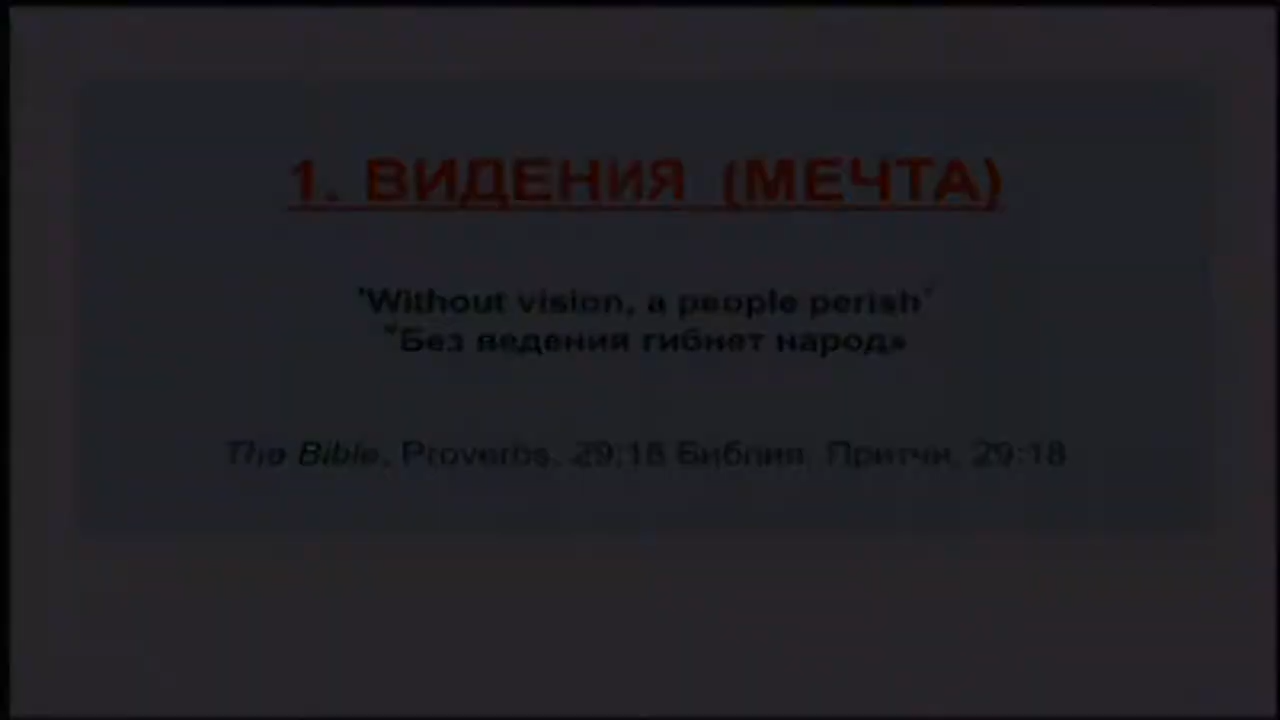 1. ВИДЕНИЯ (МЕЧТА)
"Without vision, a people perish"
"Без ведения гибнет народ»
The Bible, Proverbs, 29:18 Библия. Притчи, 29:18